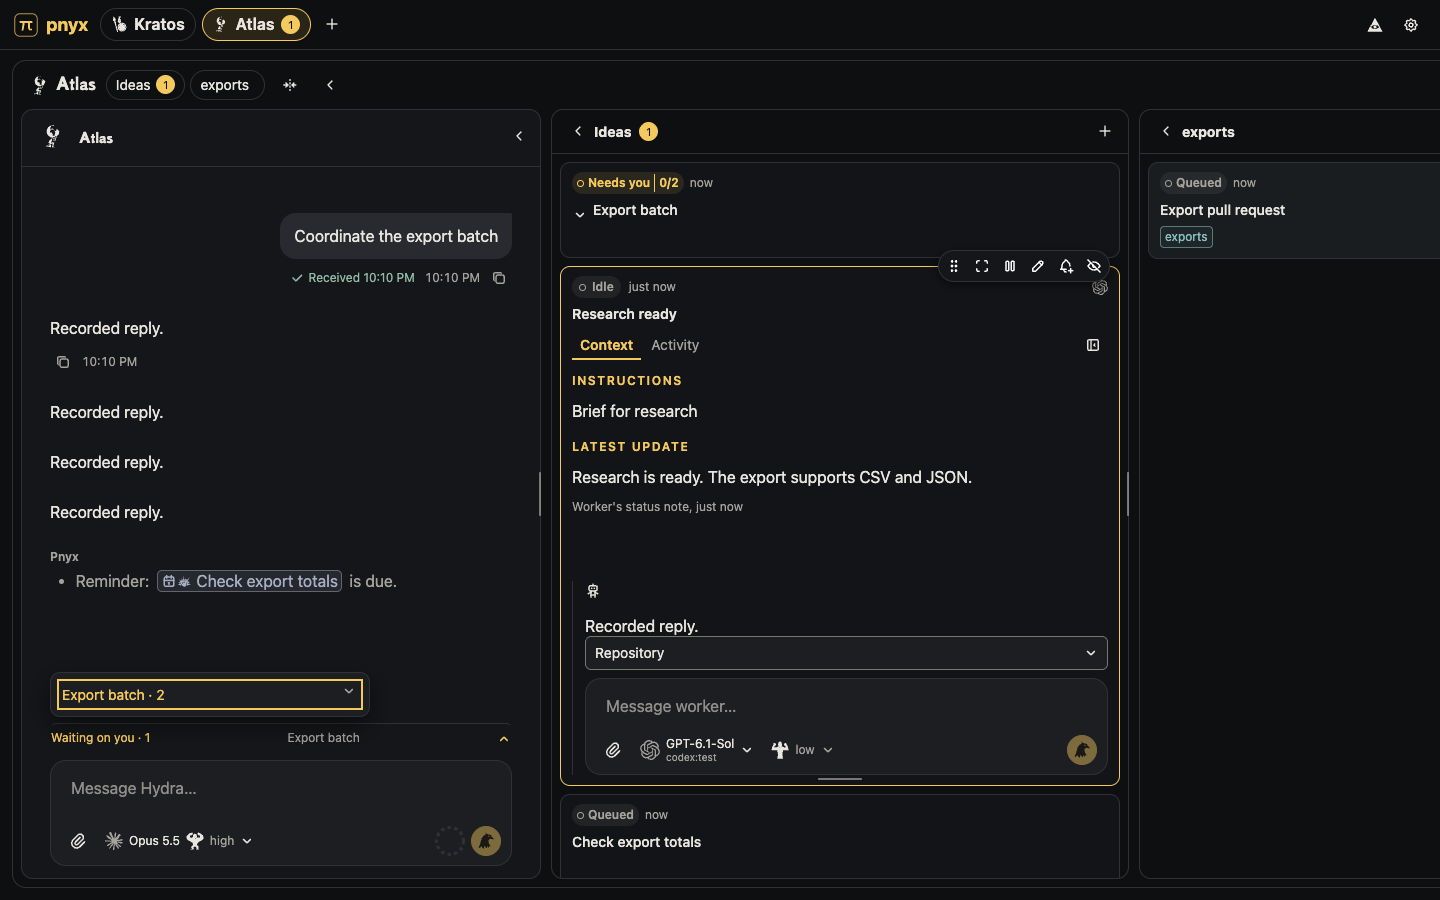 pnyx
Kratos
Atlas 1
Atlas
Ideas 1
exports
Atlas
Coordinate the export batch
Received 10:10 PM 10:10 PM
Recorded reply.
10:10 PM
Recorded reply.
Recorded reply.
Recorded reply.
Pnyx
• Reminder: Check export totals is due.
Export batch · 2
Waiting on you · 1 Export batch
Message Hydra...
Opus 5.5 high
Ideas 1
Needs you 0/2 now
Export batch
Idle just now
Research ready
Context Activity
INSTRUCTIONS
Brief for research
LATEST UPDATE
Research is ready. The export supports CSV and JSON.
Worker's status note, just now
Recorded reply.
Repository
Message worker...
GPT-6.1-Sol
codex:test
low
Queued now
Check export totals
exports
Queued now
Export pull request
exports